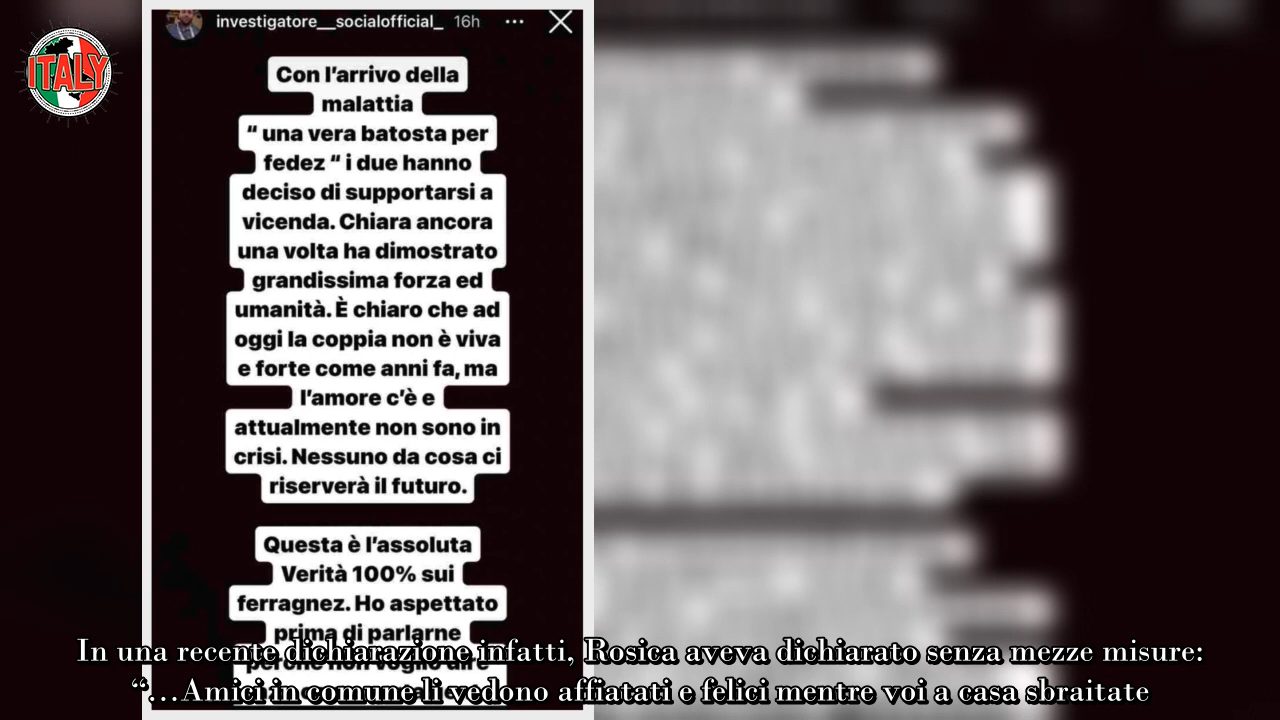 ITALY
investigatore__socialofficial_ 16h
Con l'arrivo della
malattia
“ una vera batosta per
fedez “ i due hanno
deciso di supportarsi a
vicenda. Chiara ancora
una volta ha dimostrato
grandissima forza ed
umanità. È chiaro che ad
oggi la coppia non è viva
e forte come anni fa, ma
l'amore c'è e
attualmente non sono in
crisi. Nessuno da cosa ci
riserverà il futuro.
Questa è l'assoluta
Verità 100% sui
ferragnez. Ho aspettato
prima di parlarne
perché non voglio dire
In una recente dichiarazione infatti, Rosica aveva dichiarato senza mezze misure:
“…Amici in comune li vedono affiatati e felici mentre voi a casa sbraitate